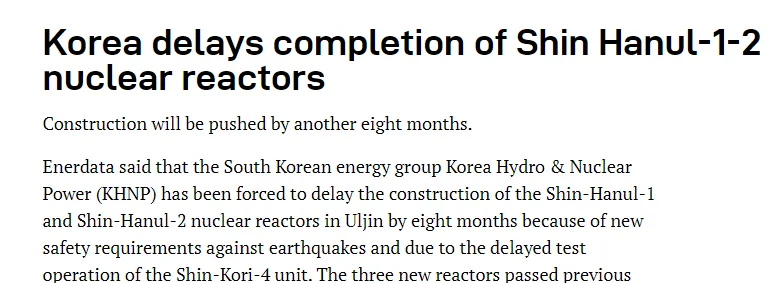 Korea delays completion of Shin Hanul-1-2
nuclear reactors
Construction will be pushed by another eight months.
Enerdata said that the South Korean energy group Korea Hydro & Nuclear
Power (KHNP) has been forced to delay the construction of the Shin-Hanul-1
and Shin-Hanul-2 nuclear reactors in Uljin by eight months because of new
safety requirements against earthquakes and due to the delayed test
operation of the Shin-Kori-4 unit. The three new reactors passed previous